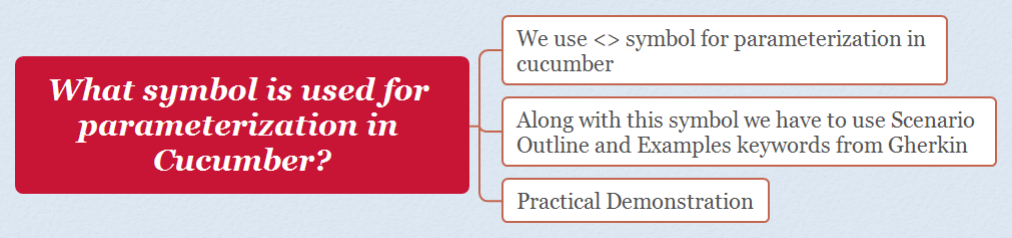 What symbol is used for
parameterization in
Cucumber?
We use <> symbol for parameterization in
cucumber
Along with this symbol we have to use Scenario
Outline and Examples keywords from Gherkin
Practical Demonstration